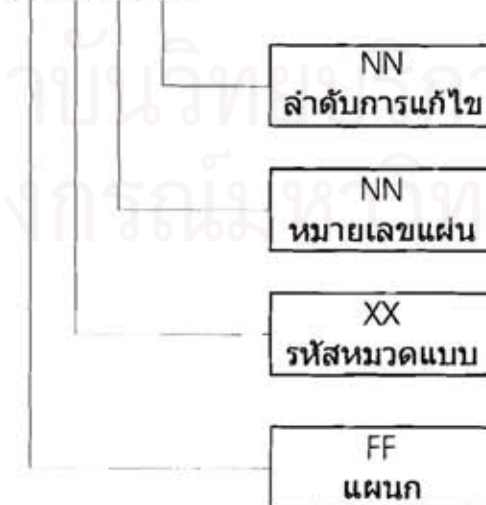 NN
ลำดับการแก้ไข
NN
หมายเลขแผ่น
XX
รหัสหมวดแบบ
FF
แผนก